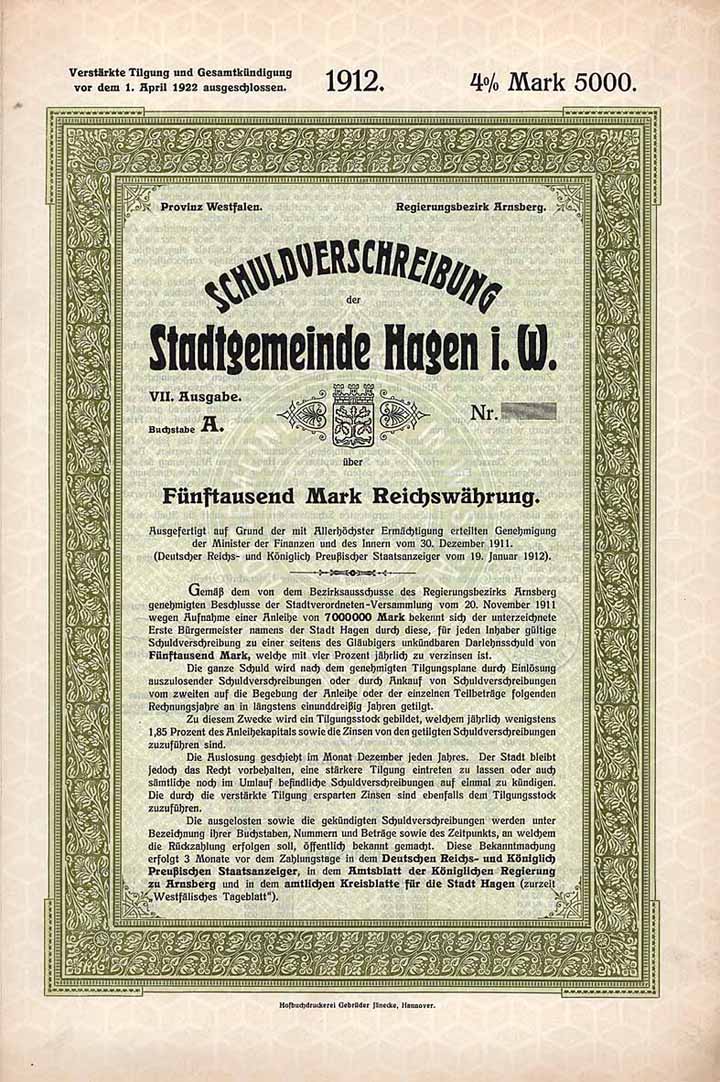 Verstärkte Tilgung und Gesamtkündigung
vor dem 1. April 1922 ausgeschlossen.
1912.
4% Mark 5000.
Provinz Westfalen.
Regierungsbezirk Arnsberg.
SCHULDVERSCHREIBUNG
der
Stadtgemeinde Hagen i. W.
VII. Ausgabe.
Buchstabe A.
Nr.
über
Fünftausend Mark Reichswährung.
Ausgefertigt auf Grund der mit Allerhöchster Ermächtigung erteilten Genehmigung
der Minister der Finanzen und des Innern vom 30. Dezember 1911.
(Deutscher Reichs- und Königlich Preußischer Staatsanzeiger vom 19. Januar 1912).
Gemäß dem von dem Bezirksausschusse des Regierungsbezirks Arnsberg
genehmigten Beschlusse der Stadtverordneten-Versammlung vom 20. November 1911
wegen Aufnahme einer Anleihe von 7000000 Mark bekennt sich der unterzeichnete
Erste Bürgermeister namens der Stadt Hagen durch diese, für jeden Inhaber gültige
Schuldverschreibung zu einer seitens des Gläubigers unkündbaren Darlehnsschuld von
Fünftausend Mark, welche mit vier Prozent jährlich zu verzinsen ist.
Die ganze Schuld wird nach dem genehmigten Tilgungsplane durch Einlösung
auszulosender Schuldverschreibungen oder durch Ankauf von Schuldverschreibungen
vom zweiten auf die Begebung der Anleihe oder der einzelnen Teilbeträge folgenden
Rechnungsjahre an in längstens einunddreißig Jahren getilgt.
Zu diesem Zwecke wird ein Tilgungsstock gebildet, welchem jährlich wenigstens
1,85 Prozent des Anleihekapitals sowie die Zinsen von den getilgten Schuldverschreibungen
zuzuführen sind.
Die Auslosung geschieht im Monat Dezember jeden Jahres. Der Stadt bleibt
jedoch das Recht vorbehalten, eine stärkere Tilgung eintreten zu lassen oder auch
sämtliche noch im Umlauf befindliche Schuldverschreibungen auf einmal zu kündigen.
Die durch die verstärkte Tilgung ersparten Zinsen sind ebenfalls dem Tilgungsstock
zuzuführen.
Die ausgelosten sowie die gekündigten Schuldverschreibungen werden unter
Bezeichnung ihrer Buchstaben, Nummern und Beträge sowie des Zeitpunkts, an welchem
die Rückzahlung erfolgen soll, öffentlich bekannt gemacht. Diese Bekanntmachung
erfolgt 3 Monate vor dem Zahlungstage in dem Deutschen Reichs- und Königlich
Preußischen Staatsanzeiger, in dem Amtsblatt der Königlichen Regierung
zu Arnsberg und in dem amtlichen Kreisblatte für die Stadt Hagen (zurzeit
„Westfälisches Tageblatt").
Hofbuchdruckerei Gebrüder Jänecke, Hannover.